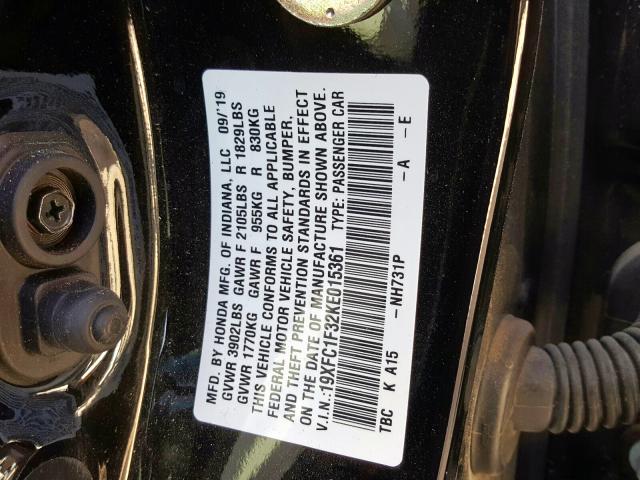 MFD. BY HONDA MFG. OF INDIANA, LLC 09/'19
GVWR 3902LBS GAWR F 2105LBS R 1829LBS
GVWR 1770KG GAWR F 955KG R 830KG
THIS VEHICLE CONFORMS TO ALL APPLICABLE
FEDERAL MOTOR VEHICLE SAFETY, BUMPER,
AND THEFT PREVENTION STANDARDS IN EFFECT
ON THE DATE OF MANUFACTURE SHOWN ABOVE.
V.I.N.:19XFC1F32KE015361 TYPE: PASSENGER CAR
TBC K A15 -NH731P -A -E